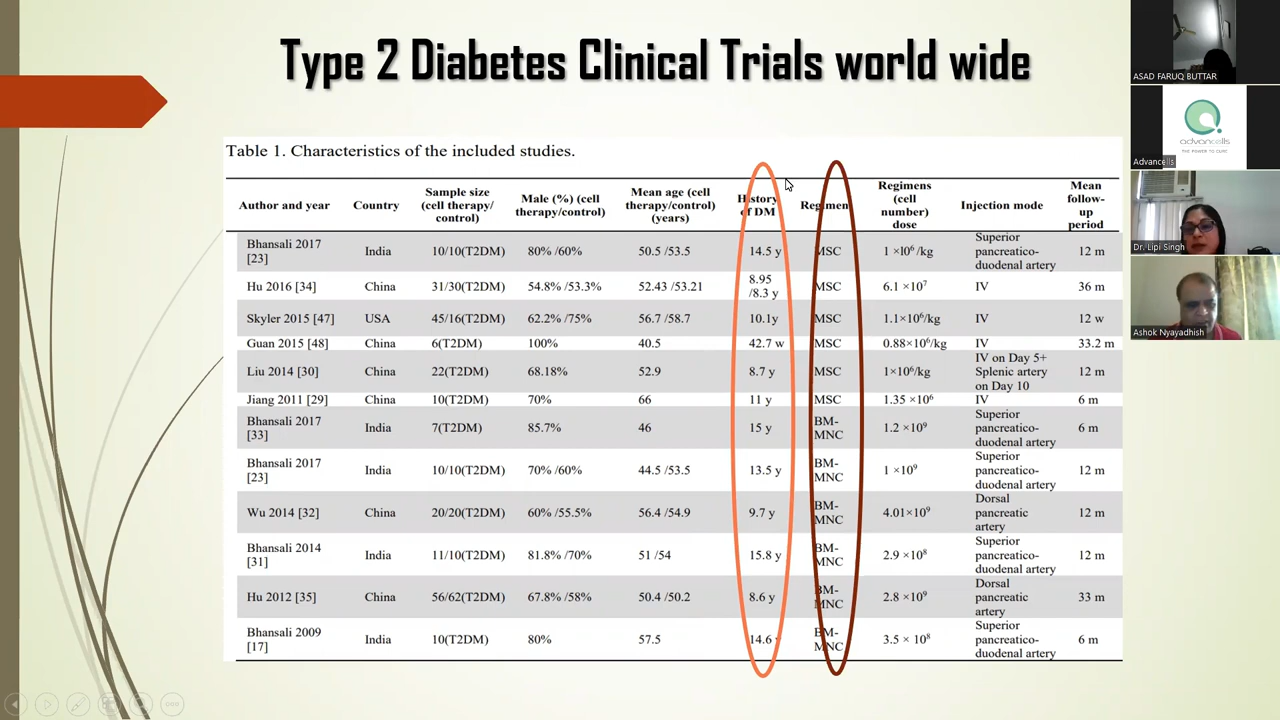 Type 2 Diabetes Clinical Trials world wide
Table 1. Characteristics of the included studies.
Author and year Country Sample size (cell therapy/ control) Male (%) (cell therapy/control) Mean age (cell therapy/control) (years) History of DM Regimen Regimens (cell number) dose Injection mode Mean follow-up period
Bhansali 2017 [23] India 10/10(T2DM) 80% /60% 50.5 /53.5 14.5 y MSC 1 ×10⁶ /kg Superior pancreatico-duodenal artery 12 m
Hu 2016 [34] China 31/30(T2DM) 54.8% /53.3% 52.43 /53.21 8.95 /8.3 y MSC 6.1 ×10⁷ IV 36 m
Skyler 2015 [47] USA 45/16(T2DM) 62.2% /75% 56.7 /58.7 10.1y MSC 1.1×10⁶/kg IV 12 w
Guan 2015 [48] China 6(T2DM) 100% 40.5 42.7 w MSC 0.88×10⁶/kg IV 33.2 m
Liu 2014 [30] China 22(T2DM) 68.18% 52.9 8.7 y MSC 1×10⁶/kg IV on Day 5+ Splenic artery on Day 10 12 m
Jiang 2011 [29] China 10(T2DM) 70% 66 11 y MSC 1.35 ×10⁶ IV 6 m
Bhansali 2017 [33] India 7(T2DM) 85.7% 46 15 y BM-MNC 1.2 ×10⁹ Superior pancreatico-duodenal artery 6 m
Bhansali 2017 [23] India 10/10(T2DM) 70% /60% 44.5 /53.5 13.5 y BM-MNC 1 ×10⁹ Superior pancreatico-duodenal artery 12 m
Wu 2014 [32] China 20/20(T2DM) 60% /55.5% 56.4 /54.9 9.7 y BM-MNC 4.01×10⁹ Dorsal pancreatic artery 12 m
Bhansali 2014 [31] India 11/10(T2DM) 81.8% /70% 51 /54 15.8 y BM-MNC 2.9 ×10⁸ Superior pancreatico-duodenal artery 12 m
Hu 2012 [35] China 56/62(T2DM) 67.8% /58% 50.4 /50.2 8.6 y BM-MNC 2.8 ×10⁹ Dorsal pancreatic artery 33 m
Bhansali 2009 [17] India 10(T2DM) 80% 57.5 14.6 y BM-MNC 3.5 × 10⁸ Superior pancreatico-duodenal artery 6 m
ASAD FARUQ BUTTAR
advancells
THE POWER TO CURE
Advancells
Dr. Lipi Singh
Ashok Nyayadhish